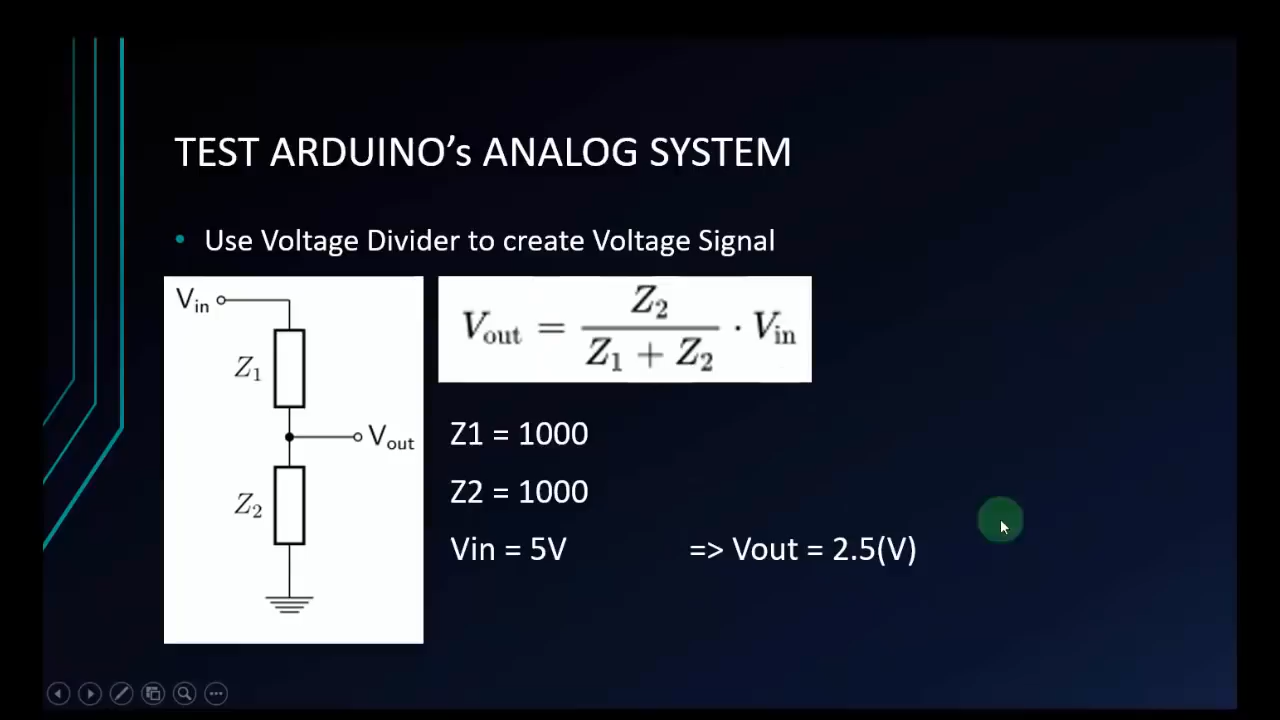 TEST ARDUINO’s ANALOG SYSTEM
• Use Voltage Divider to create Voltage Signal
Vin
Z1
Vout
Z2
Vout = Z2 / (Z1 + Z2) · Vin
Z1 = 1000
Z2 = 1000
Vin = 5V => Vout = 2.5(V)